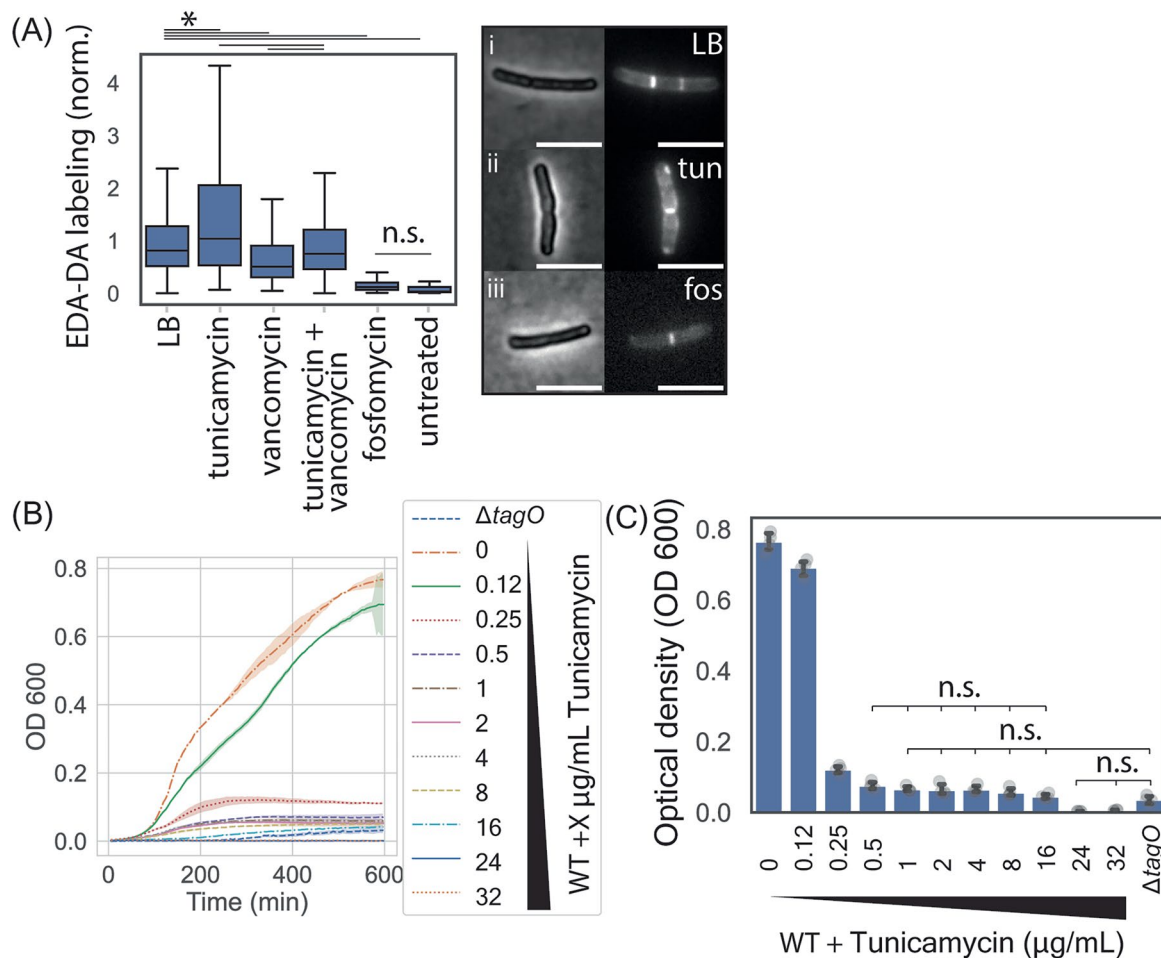 (A)
*
EDA-DA labeling (norm.)
4
3
2
1
0
n.s.
LB
tunicamycin
vancomycin
tunicamycin +
vancomycin
fosfomycin
untreated
i
LB
ii
tun
iii
fos
(B)
OD 600
0.8
0.6
0.4
0.2
0.0
0
200
400
600
Time (min)
ΔtagO
0
0.12
0.25
0.5
1
2
4
8
16
24
32
WT +X µg/mL Tunicamycin
(C)
Optical density (OD 600)
0.8
0.6
0.4
0.2
0.0
n.s.
n.s.
n.s.
0
0.12
0.25
0.5
1
2
4
8
16
24
32
ΔtagO
WT + Tunicamycin (µg/mL)